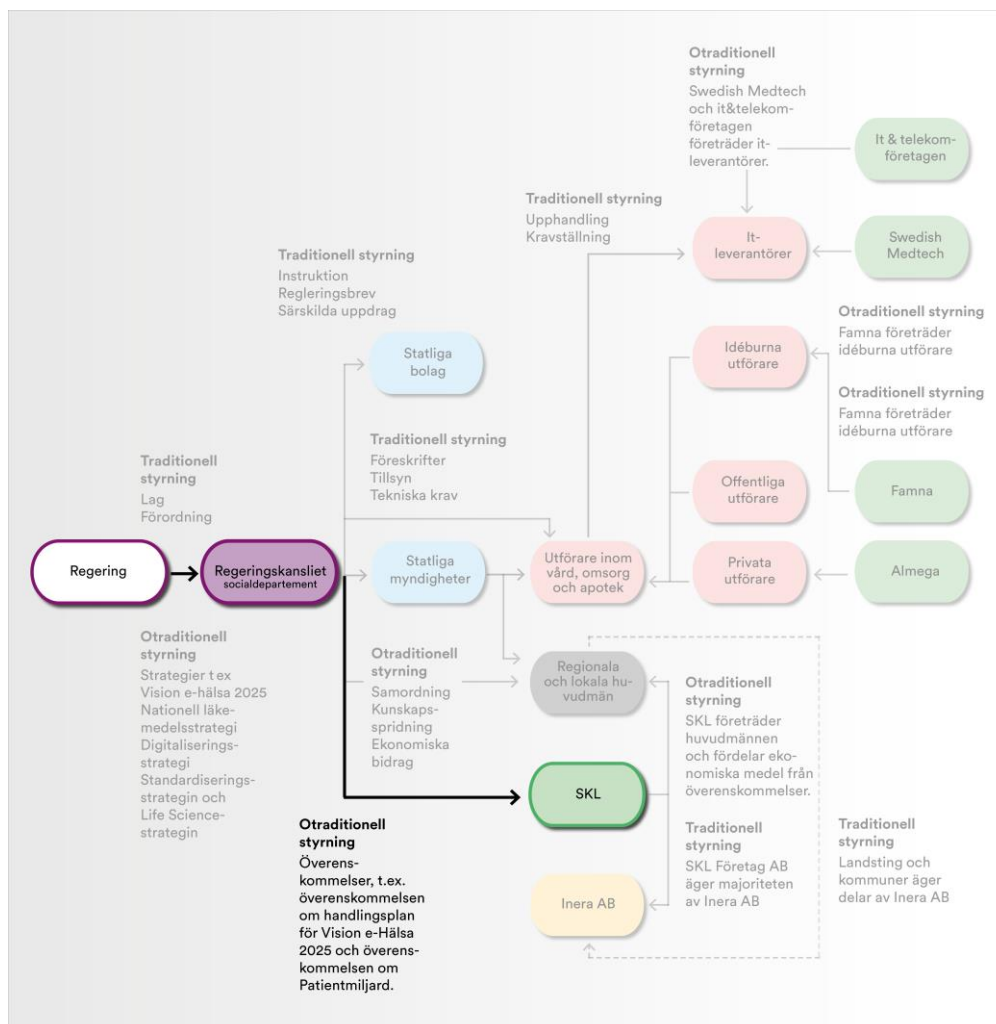 Otraditionell
styrning
Swedish Medtech
och it&telekom-
företagen
företräder it-
leverantörer.
It & telekom-
företagen
Traditionell styrning
Upphandling
Kravställning
It-
leverantörer
Swedish
Medtech
Traditionell styrning
Instruktion
Regleringsbrev
Särskilda uppdrag
Otraditionell styrning
Famna företräder
idéburna utförare
Statliga
bolag
Idéburna
utförare
Otraditionell styrning
Famna företräder
idéburna utförare
Traditionell styrning
Föreskrifter
Tillsyn
Tekniska krav
Traditionell
styrning
Lag
Förordning
Offentliga
utförare
Famna
Regering
Regeringskansliet
socialdepartement
Statliga
myndigheter
Utförare inom
vård, omsorg
och apotek
Privata
utförare
Almega
Otraditionell
styrning
Strategier t ex
Vision e-hälsa 2025
Nationell läke-
medelsstrategi
Digitaliserings-
strategi
Standardiserings-
strategin och
Life Science-
strategin
Otraditionell
styrning
Samordning
Kunskaps-
spridning
Ekonomiska
bidrag
Regionala
och lokala hu-
vudmän
Otraditionell
styrning
SKL företräder
huvudmännen
och fördelar eko-
nomiska medel från
överenskommelser.
SKL
Otraditionell
styrning
Överens-
kommelser, t.ex.
överenskommelsen
om handlingsplan
för Vision e-Hälsa
2025 och överens-
kommelsen om
Patientmiljard.
Traditionell
styrning
SKL Företag AB
äger majoriteten
av Inera AB
Traditionell
styrning
Landsting och
kommuner äger
delar av Inera AB
Inera AB